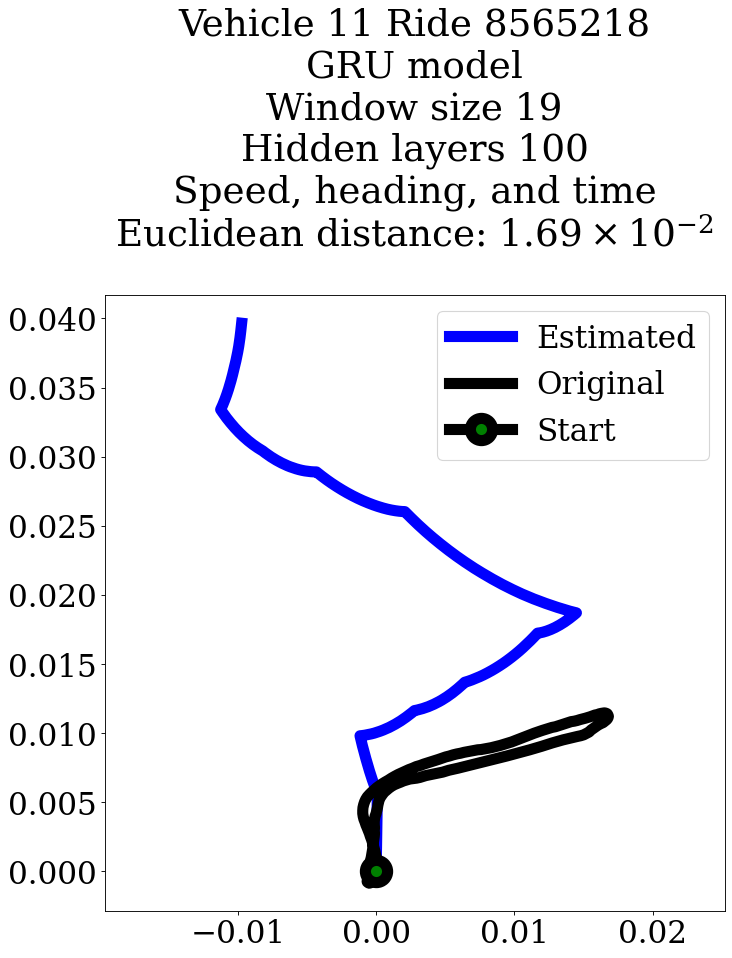 Vehicle 11 Ride 8565218
GRU model
Window size 19
Hidden layers 100
Speed, heading, and time
Euclidean distance: 1.69 × 10⁻²
Estimated
Original
Start
0.040
0.035
0.030
0.025
0.020
0.015
0.010
0.005
0.000
−0.01 0.00 0.01 0.02